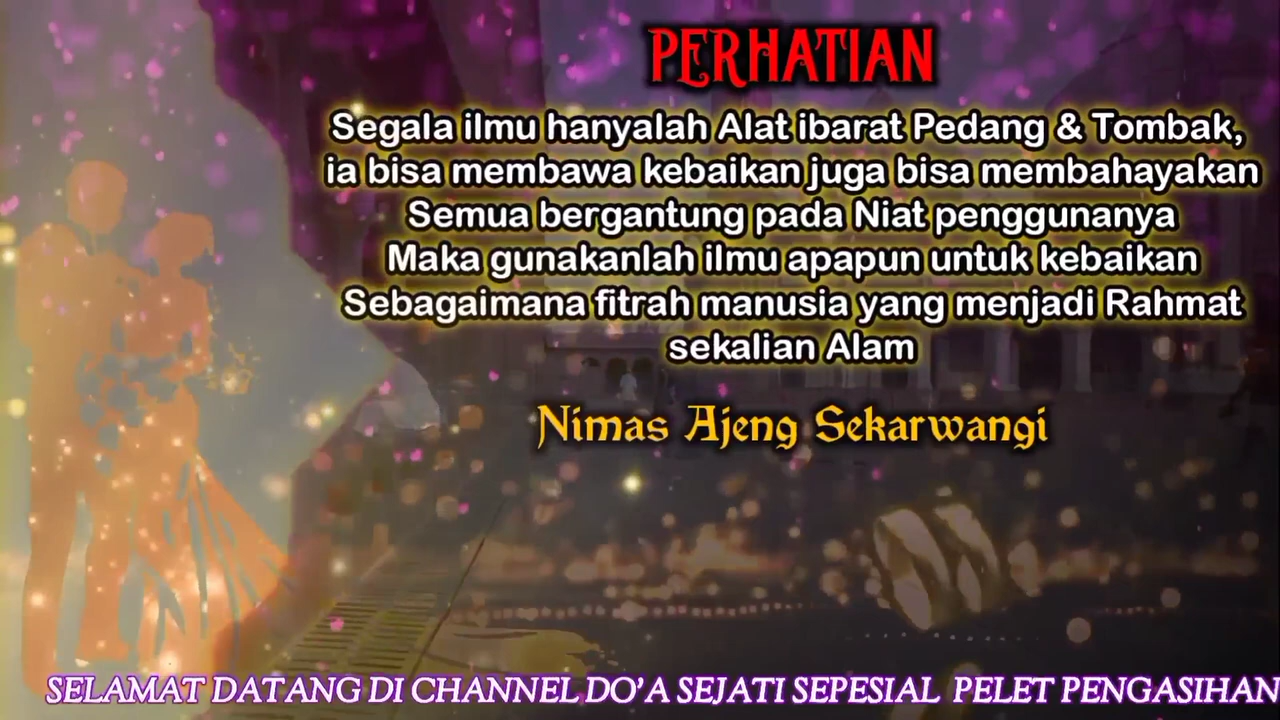 PERHATIAN
Segala ilmu hanyalah Alat ibarat Pedang & Tombak,
ia bisa membawa kebaikan juga bisa membahayakan
Semua bergantung pada Niat penggunanya
Maka gunakanlah ilmu apapun untuk kebaikan
Sebagaimana fitrah manusia yang menjadi Rahmat
sekalian Alam
Nimas Ajeng Sekarwangi
SELAMAT DATANG DI CHANNEL DO'A SEJATI SEPESIAL PELET PENGASIHAN